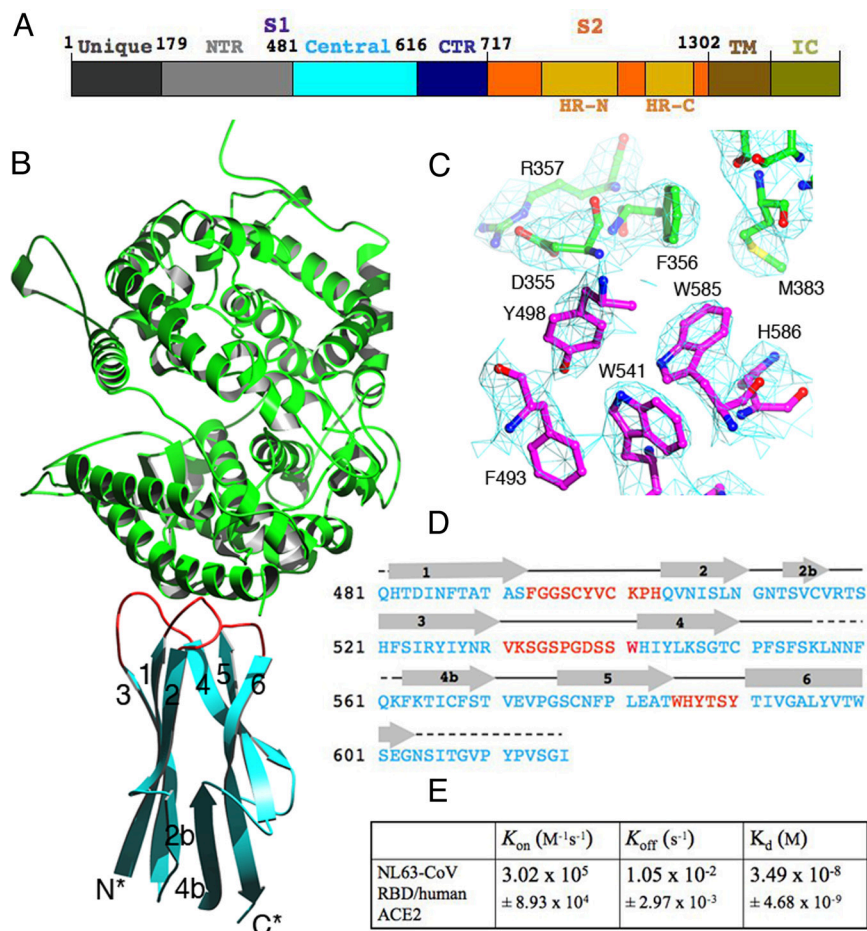 A
S1
S2
1 Unique 179 NTR 481 Central 616 CTR 717 1302 TM IC
HR-N HR-C
B
C
R357
F356
D355
M383
Y498
W585
H586
W541
F493
D
1 2 2b
481 QHTDINFTAT ASFGGSCYVC KPHQVNISLN GNTSVCVRTS
3 4
521 HFSIRYIYNR VKSGSPGDSS WHIYLKSGTC PFSFSKLNNF
4b 5 6
561 QKFKTICFST VEVPGSCNFP LEATWHYTSY TIVGALYVTW
601 SEGNSITGVP YPVSGI
3 1 2 4 5 6
2b
4b
N*
C*
E
Kon (M-1s-1) Koff (s-1) Kd (M)
NL63-CoV RBD/human ACE2
3.02 x 10⁵ ± 8.93 x 10⁴
1.05 x 10⁻² ± 2.97 x 10⁻³
3.49 x 10⁻⁸ ± 4.68 x 10⁻⁹